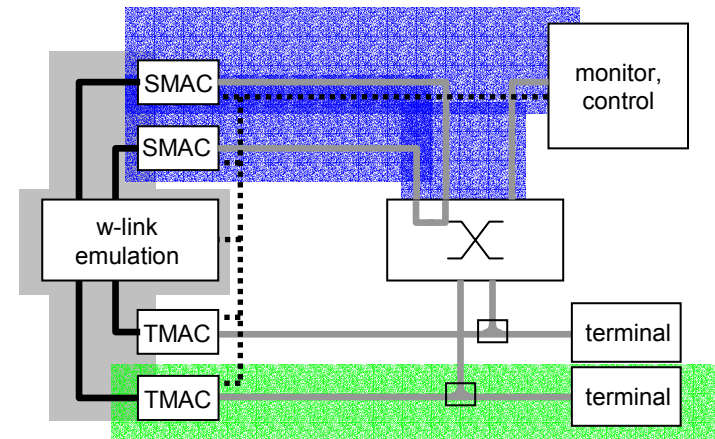 SMAC
monitor,
control
SMAC
w-link
emulation
TMAC
terminal
TMAC
terminal